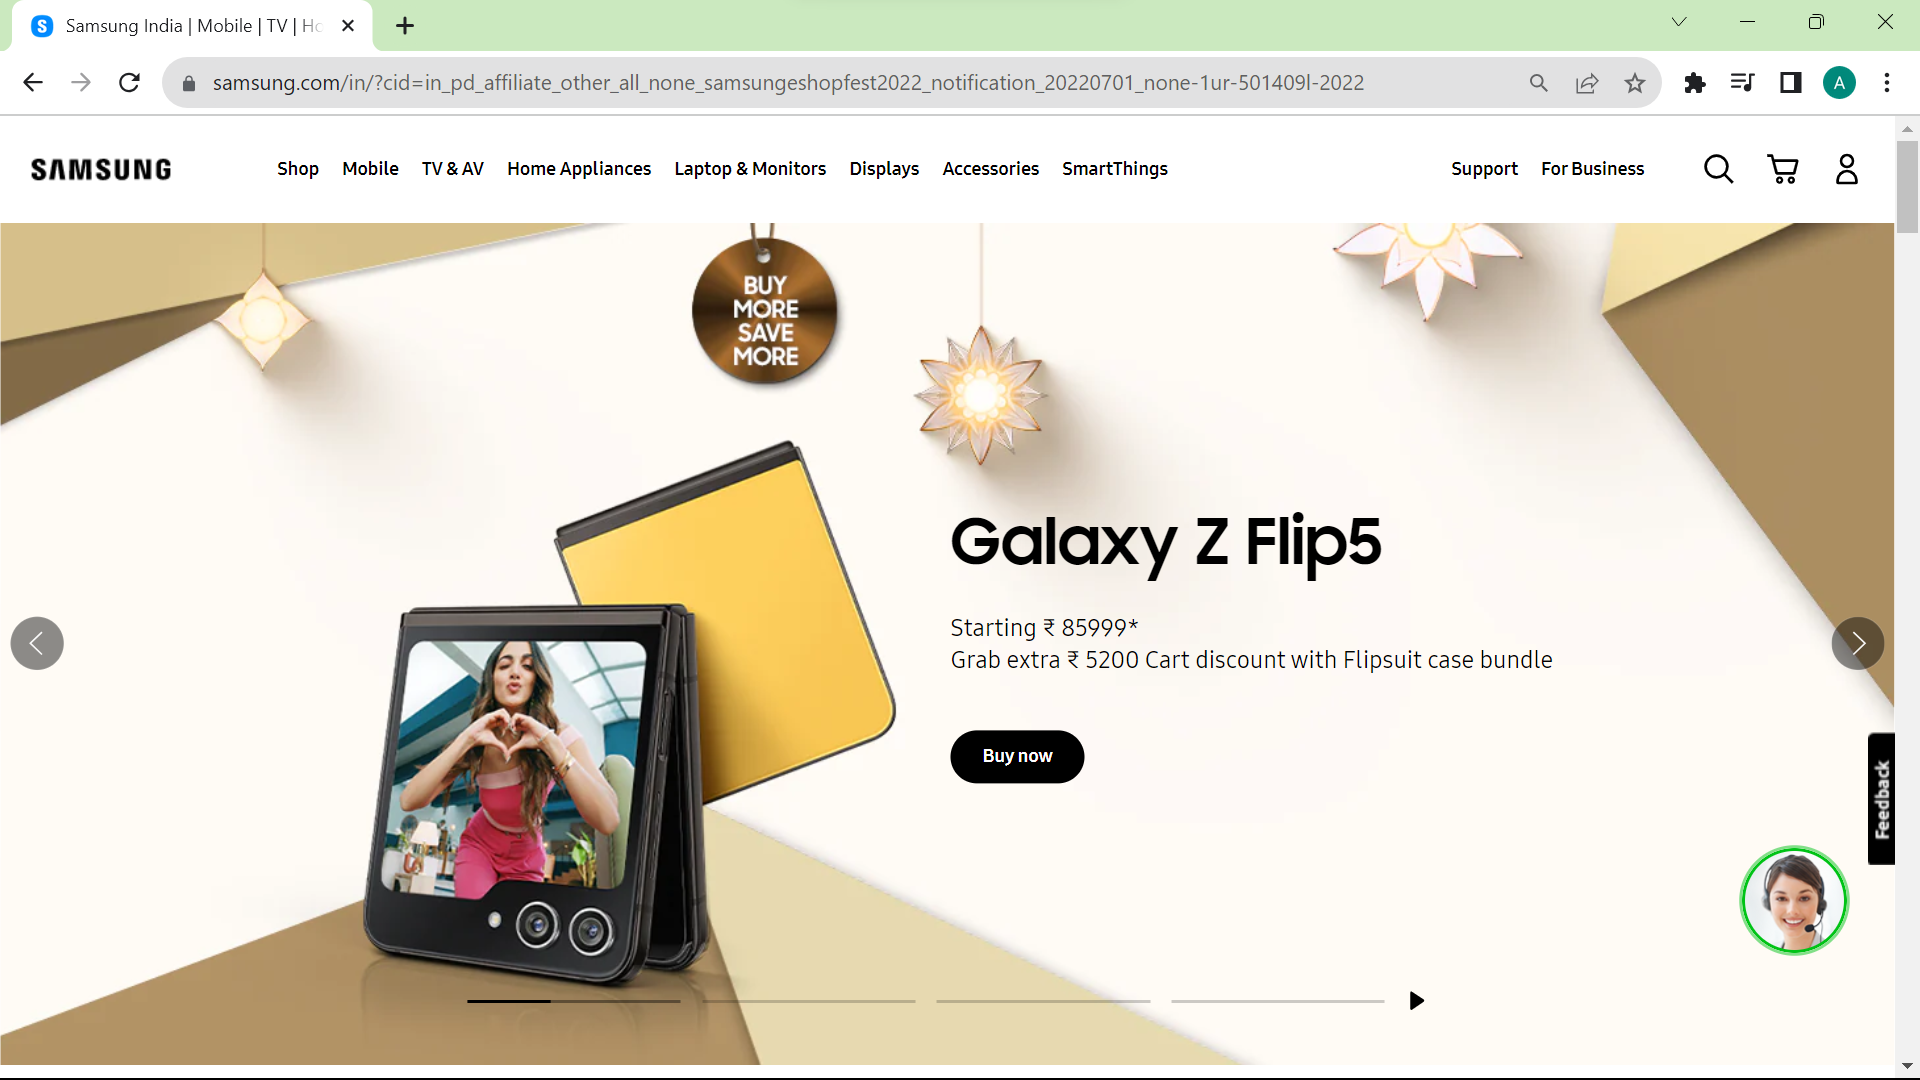 Samsung India | Mobile | TV | Ho
samsung.com/in/?cid=in_pd_affiliate_other_all_none_samsungeshopfest2022_notification_20220701_none-1ur-501409l-2022
A
SAMSUNG
Shop Mobile TV & AV Home Appliances Laptop & Monitors Displays Accessories SmartThings Support For Business
BUY
MORE
SAVE
MORE
Galaxy Z Flip5
Starting ₹ 85999*
Grab extra ₹ 5200 Cart discount with Flipsuit case bundle
Buy now
Feedback